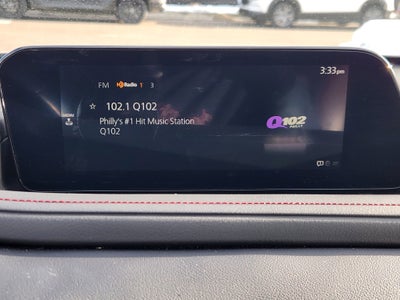 3:33pm
FM HD Radio 1 3
102.1 Q102
Philly's #1 Hit Music Station
Q102
Q102